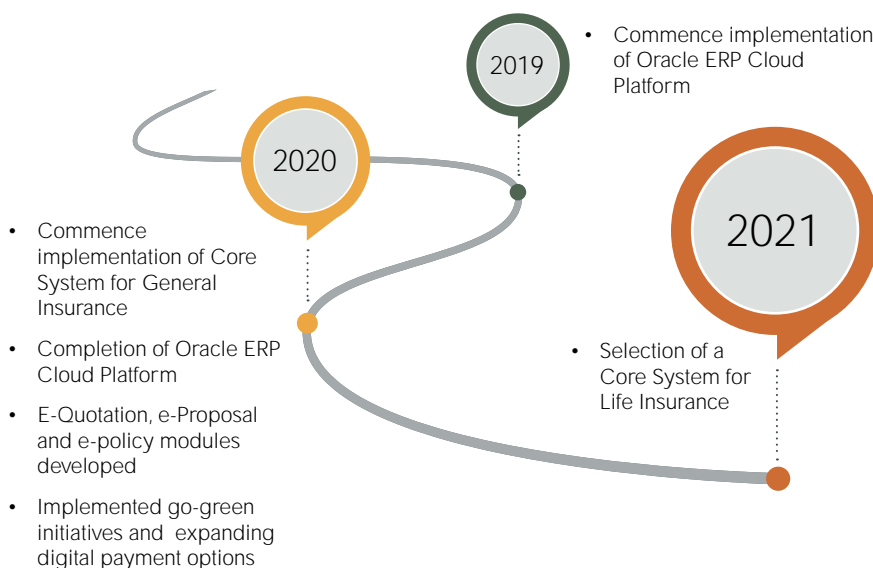 2019
• Commence implementation
of Oracle ERP Cloud
Platform
2020
• Commence
implementation of Core
System for General
Insurance
• Completion of Oracle ERP
Cloud Platform
• E-Quotation, e-Proposal
and e-policy modules
developed
• Implemented go-green
initiatives and expanding
digital payment options
2021
• Selection of a
Core System for
Life Insurance